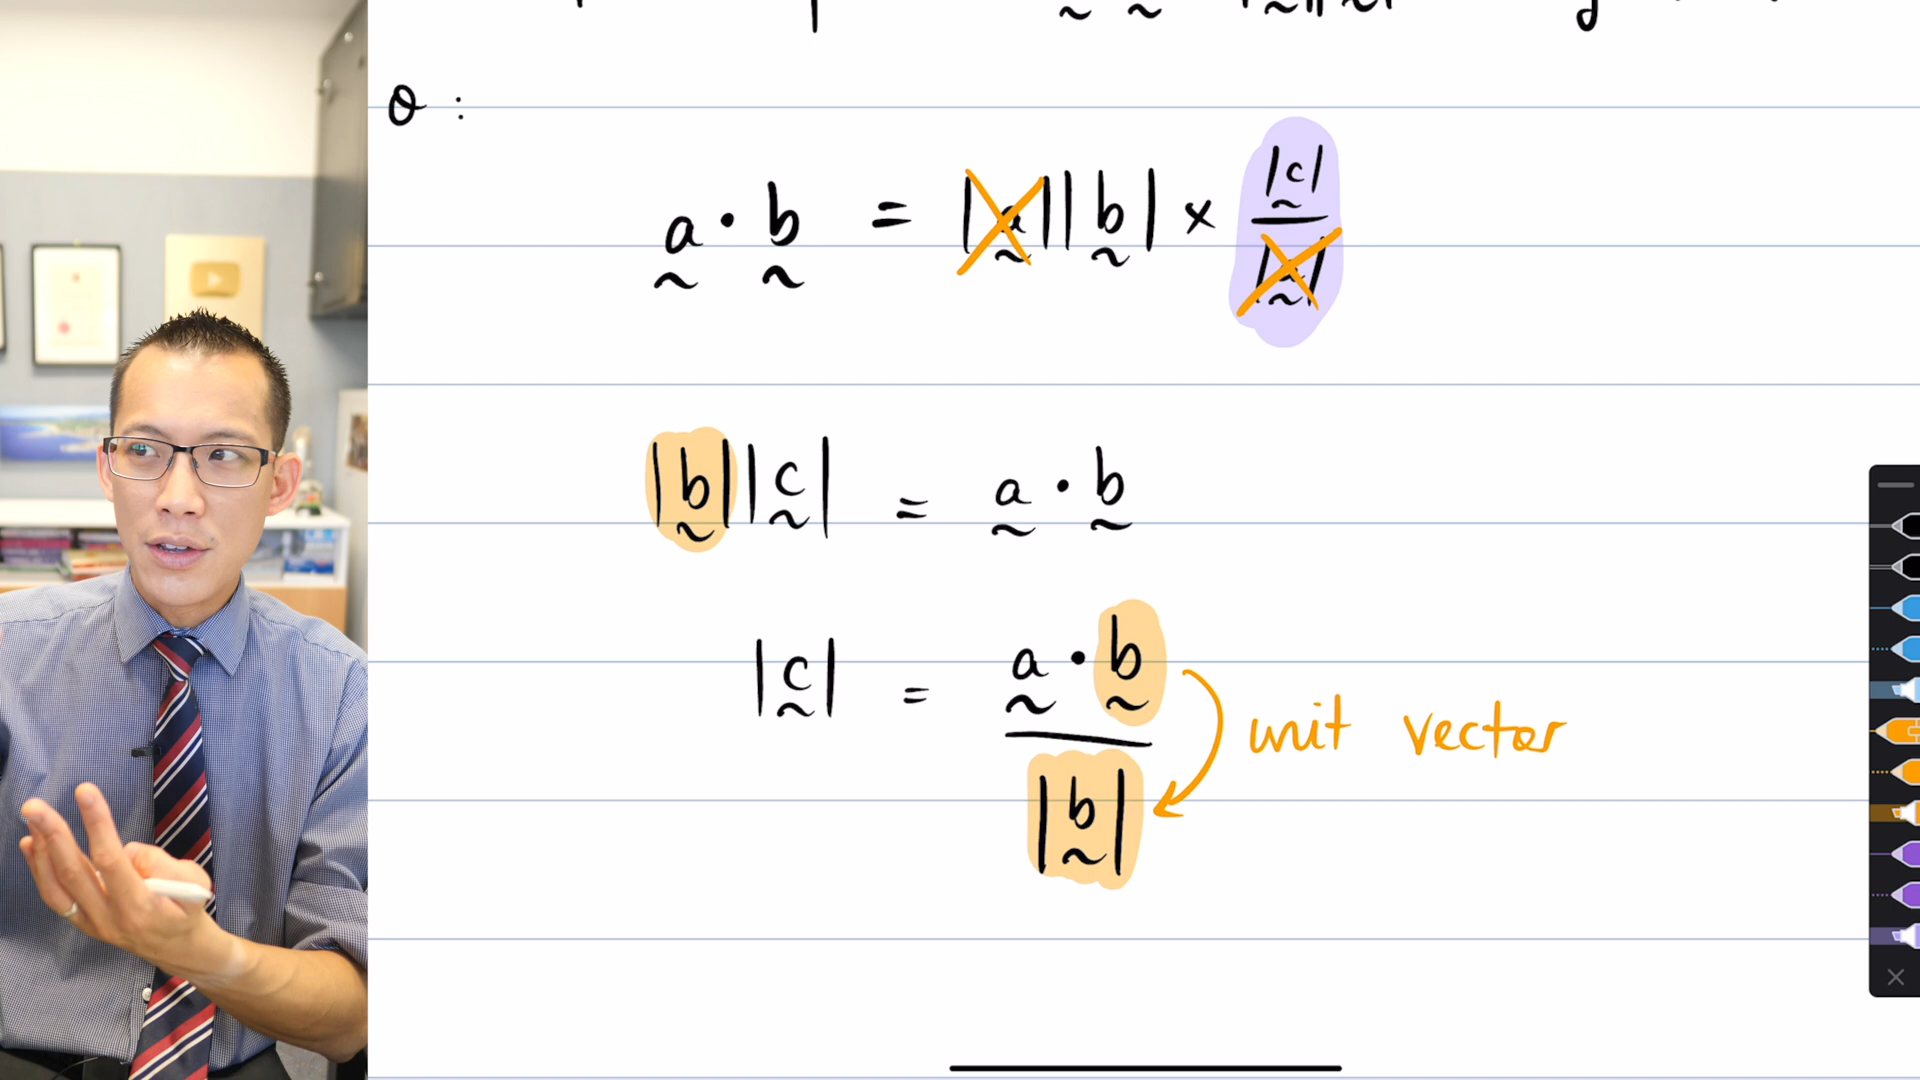 θ :
a̰ · b̰ = |a̰||b̰| × |c̰| / |a̰|
|b̰||c̰| = a̰ · b̰
|c̰| = a̰ · b̰ / |b̰| unit vector